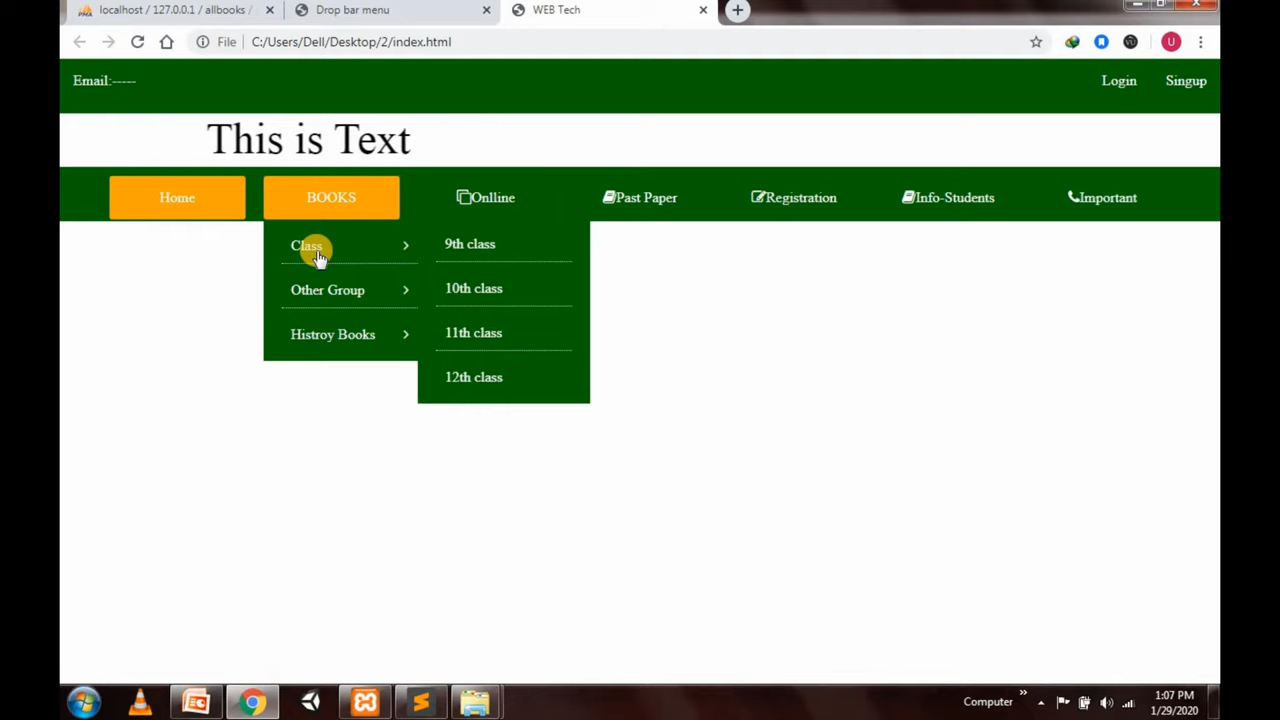 localhost / 127.0.0.1 / allbooks /
Drop bar menu
WEB Tech
File
C:/Users/Dell/Desktop/2/index.html
U
Email:-----
Login
Singup
This is Text
Home
BOOKS
Onlline
Past Paper
Registration
Info-Students
Important
Class
9th class
Other Group
10th class
Histroy Books
11th class
12th class
Computer
1:07 PM
1/29/2020